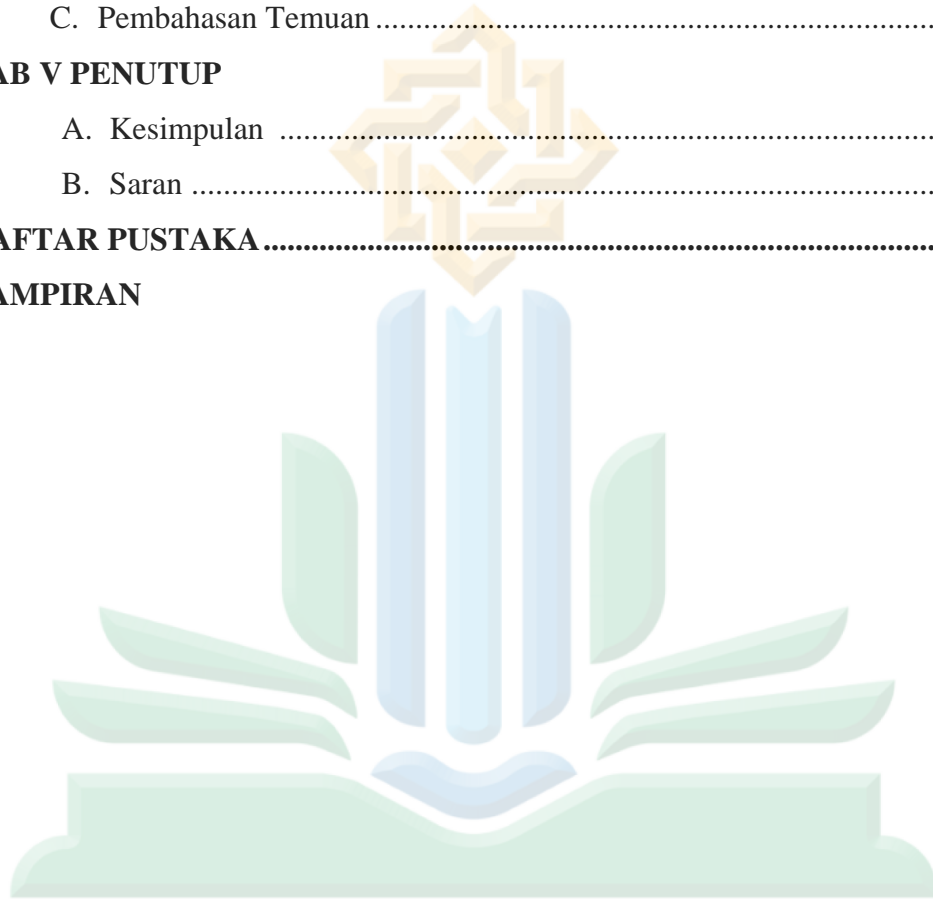 C. Pembahasan Temuan ........................................................................
AB V PENUTUP
A. Kesimpulan ....................................................................................
B. Saran ...............................................................................................
AFTAR PUSTAKA.....................................................................................
AMPIRAN